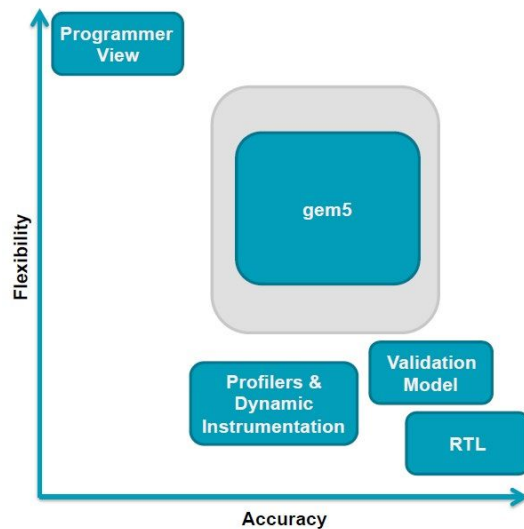 Programmer
View
gem5
Flexibility
Profilers &
Dynamic
Instrumentation
Validation
Model
RTL
Accuracy